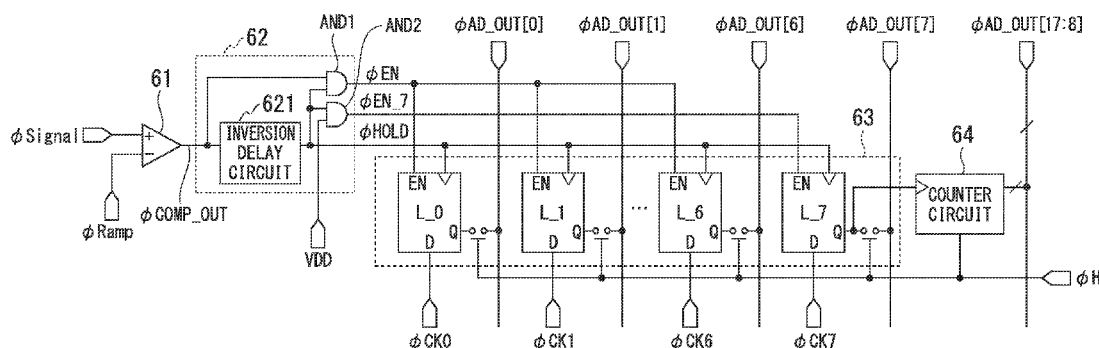 AND1
φAD_OUT[0]
φAD_OUT[1]
φAD_OUT[6]
φAD_OUT[7]
φAD_OUT[17:8]
62
AND2
61
φEN
621
φEN_7
φSignal
+
−
INVERSION
DELAY
CIRCUIT
φHOLD
63
64
φCOMP_OUT
φRamp
VDD
EN
L_0
Q
D
EN
L_1
Q
D
...
EN
L_6
Q
D
EN
L_7
Q
D
COUNTER
CIRCUIT
φH
φCK0
φCK1
φCK6
φCK7